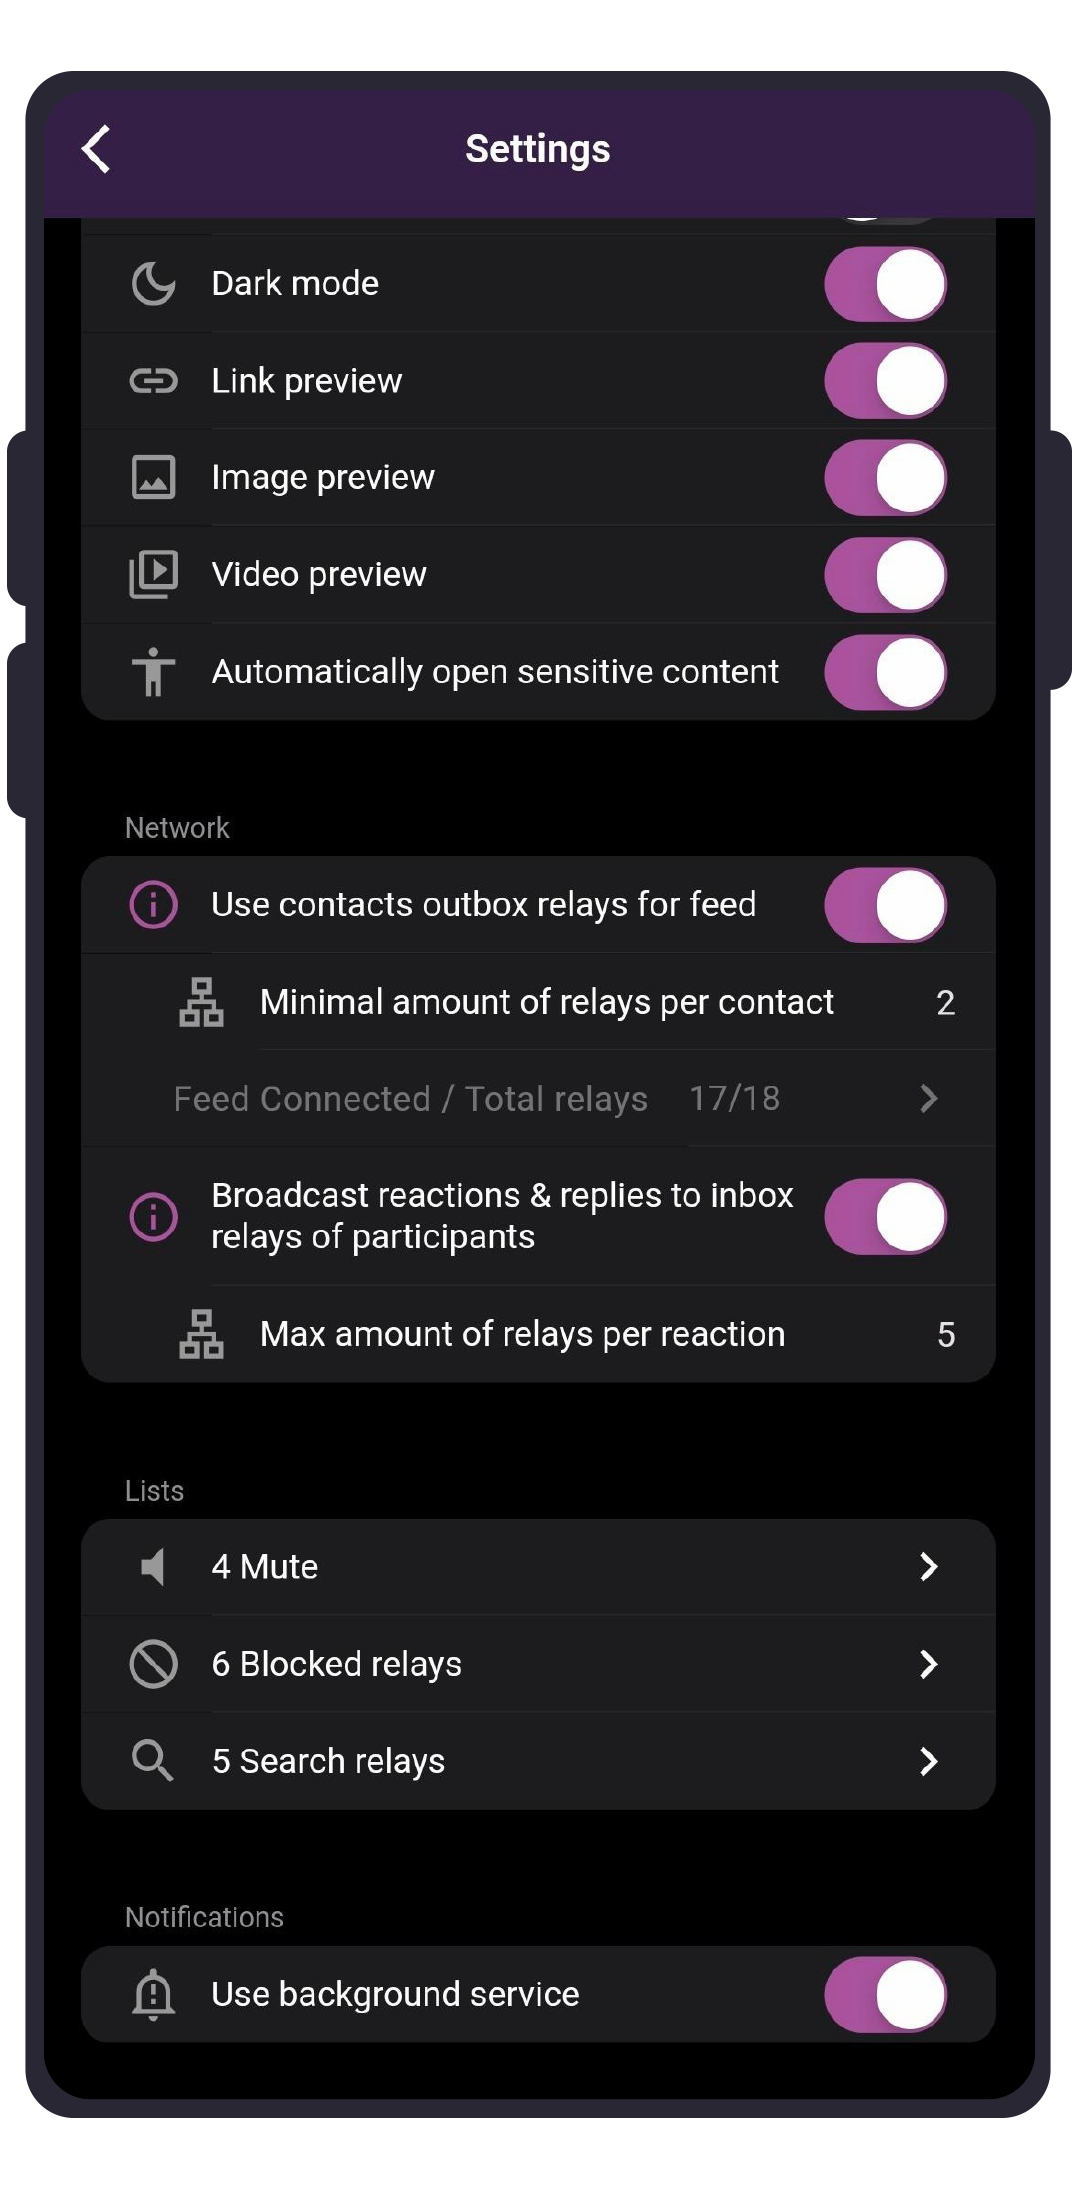 Settings
Dark mode
Link preview
Image preview
Video preview
Automatically open sensitive content
Network
Use contacts outbox relays for feed
Minimal amount of relays per contact 2
Feed Connected / Total relays 17/18
Broadcast reactions & replies to inbox
relays of participants
Max amount of relays per reaction 5
Lists
4 Mute
6 Blocked relays
5 Search relays
Notifications
Use background service